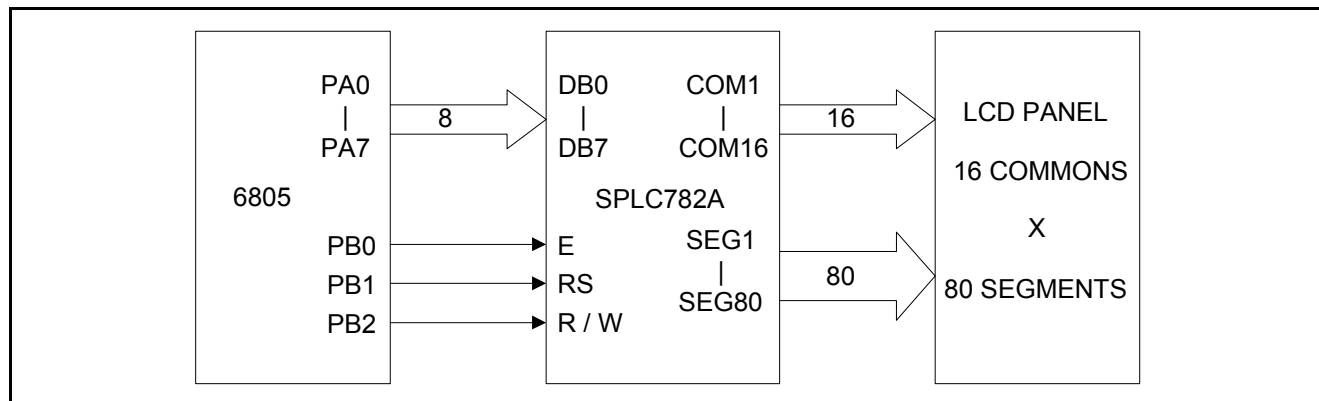 PA0
|
PA7
6805
PB0
PB1
PB2
8
DB0
|
DB7
COM1
|
COM16
SPLC782A
E
RS
R / W
SEG1
|
SEG80
16
80
LCD PANEL
16 COMMONS
X
80 SEGMENTS